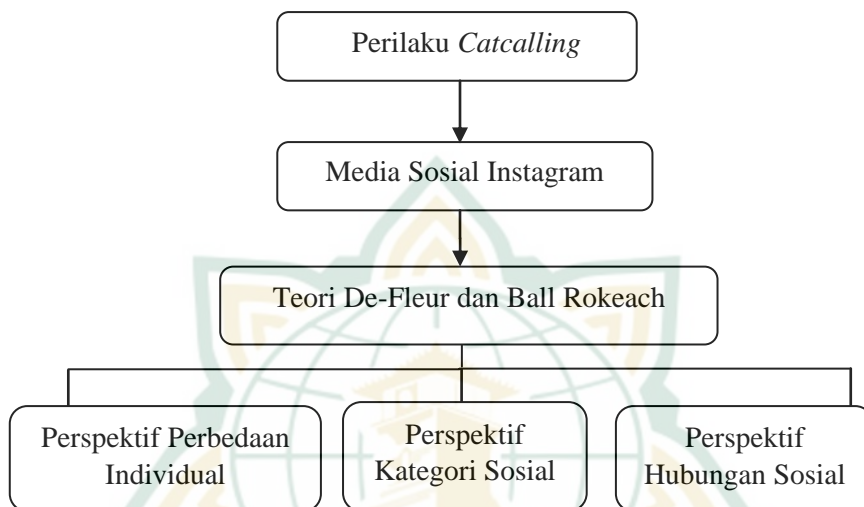 Perilaku Catcalling
Media Sosial Instagram
Teori De-Fleur dan Ball Rokeach
Perspektif Perbedaan
Individual
Perspektif
Kategori Sosial
Perspektif
Hubungan Sosial